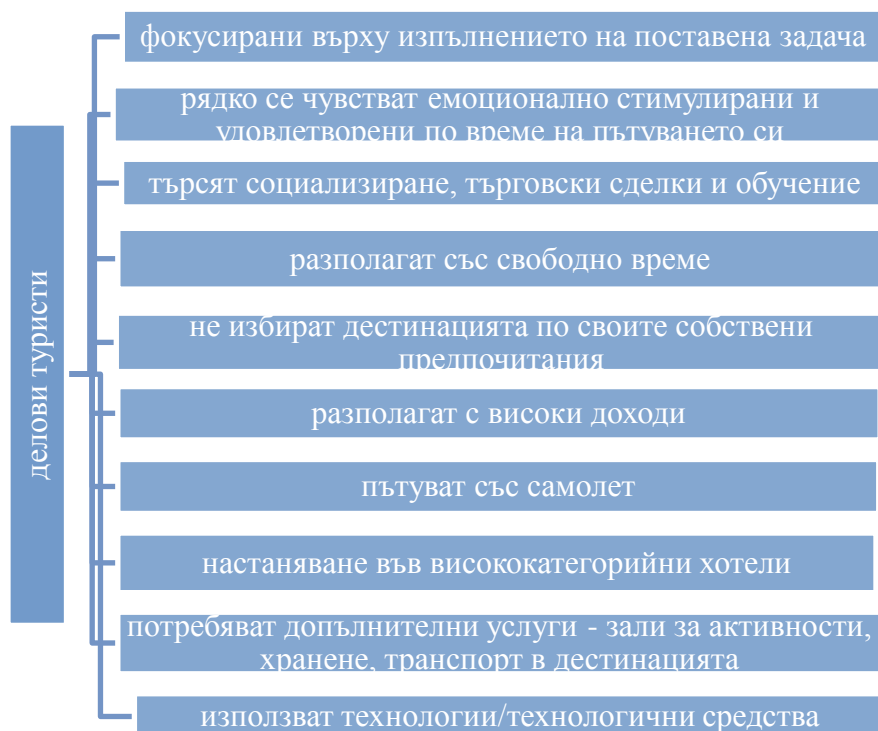 делови туристи
фокусирани върху изпълнението на поставена задача
рядко се чувстват емоционално стимулирани и
удовлетворени по време на пътуването си
търсят социализиране, търговски сделки и обучение
разполагат със свободно време
не избират дестинацията по своите собствени
предпочитания
разполагат с високи доходи
пътуват със самолет
настаняване във висококатегорийни хотели
потребяват допълнителни услуги - зали за активности,
хранене, транспорт в дестинацията
използват технологии/технологични средства